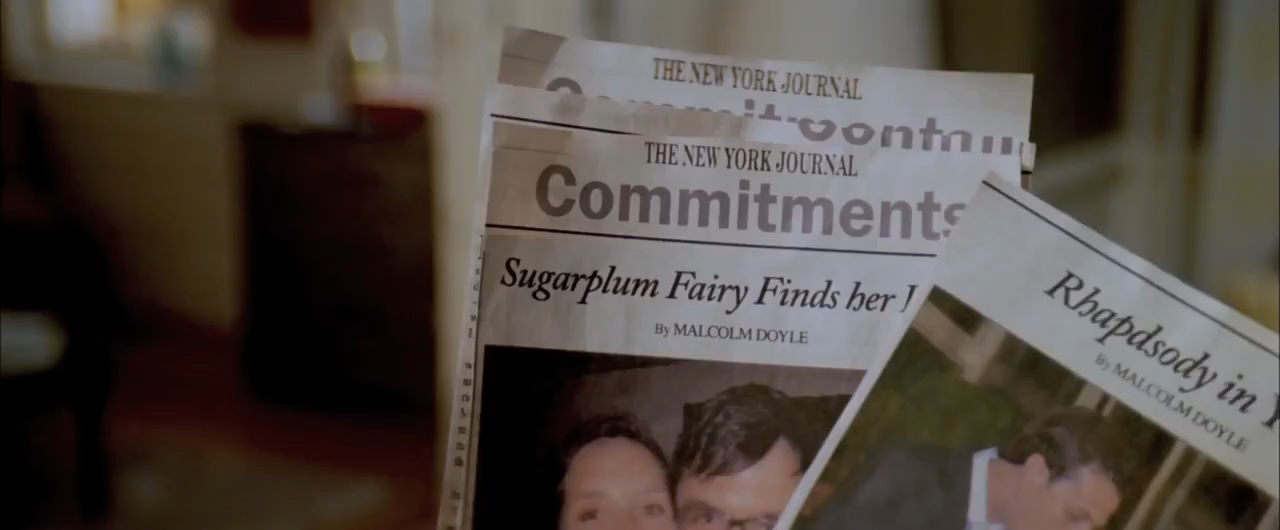 THE NEW YORK JOURNAL
THE NEW YORK JOURNAL
Commitments
Sugarplum Fairy Finds her
By MALCOLM DOYLE
Rhapdsody in
By MALCOLM DOYLE